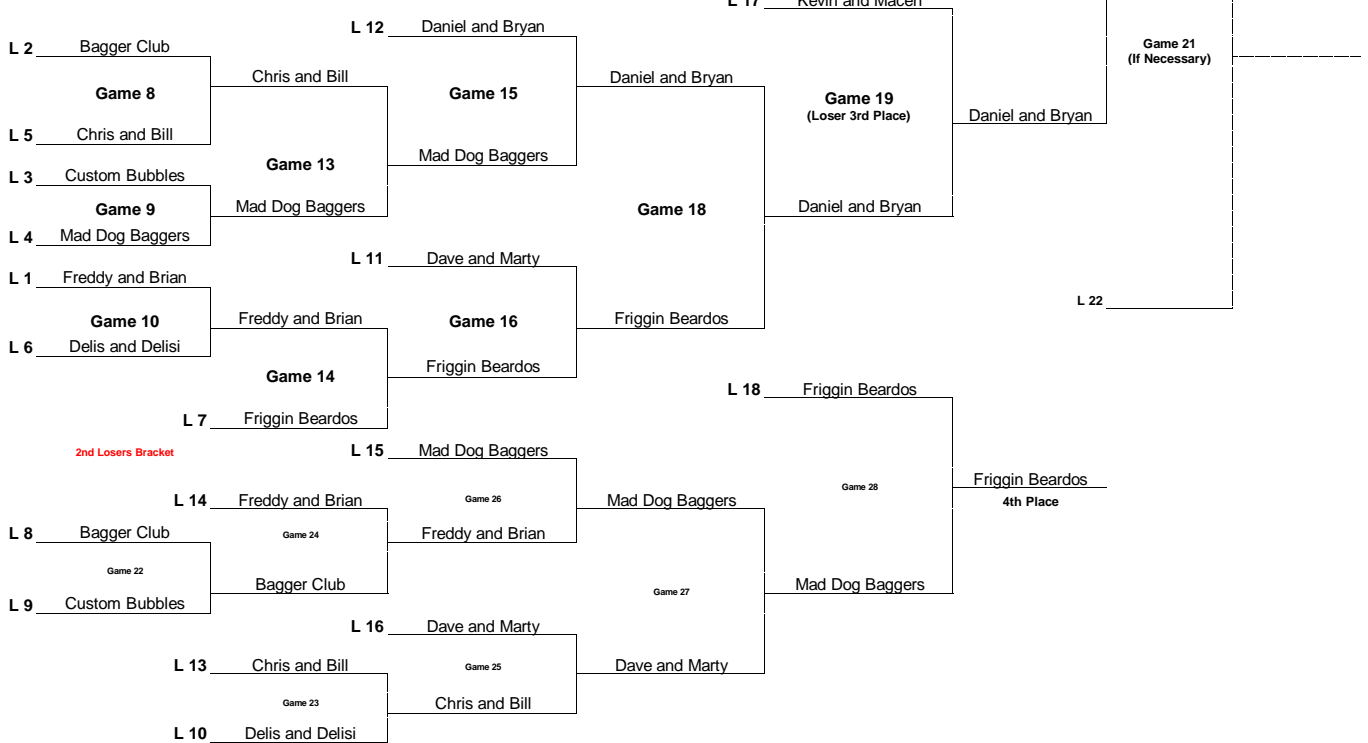 L 17 Kevin and Macen
L 12 Daniel and Bryan
L 2 Bagger Club
Game 21
(If Necessary)
Chris and Bill
Daniel and Bryan
Game 8
Game 15
Game 19
(Loser 3rd Place)
Daniel and Bryan
L 5 Chris and Bill
Mad Dog Baggers
Game 13
L 3 Custom Bubbles
Game 9
Mad Dog Baggers
Game 18
Daniel and Bryan
L 4 Mad Dog Baggers
L 11 Dave and Marty
L 1 Freddy and Brian
L 22
Game 10
Freddy and Brian
Game 16
Friggin Beardos
L 6 Delis and Delisi
Friggin Beardos
Game 14
L 18 Friggin Beardos
L 7 Friggin Beardos
2nd Losers Bracket
L 15 Mad Dog Baggers
Friggin Beardos
Game 28
4th Place
L 14 Freddy and Brian
Game 26
Mad Dog Baggers
L 8 Bagger Club
Game 24
Freddy and Brian
Game 22
Bagger Club
Game 27
Mad Dog Baggers
L 9 Custom Bubbles
L 16 Dave and Marty
L 13 Chris and Bill
Game 25
Dave and Marty
Game 23
Chris and Bill
L 10 Delis and Delisi